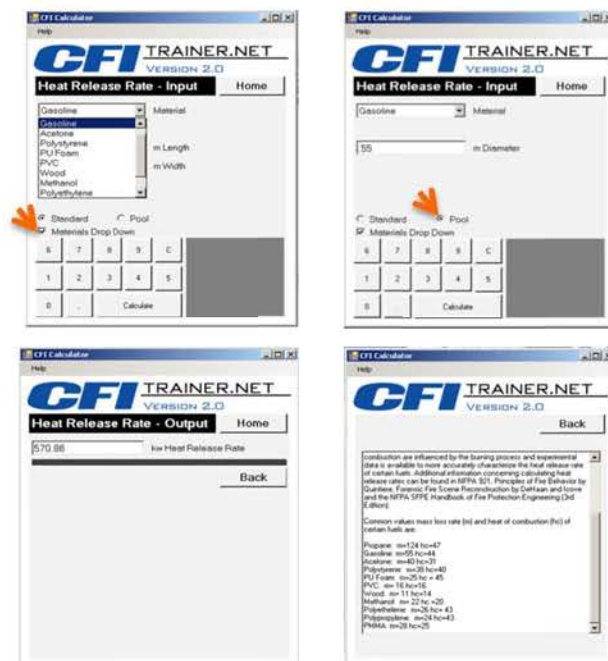 CFI Calculator
Help
CFI TRAINER.NET
VERSION 2.0
Heat Release Rate - Input Home
Gasoline Material
Gasoline
Acetone
Polystyrene
PU Foam
PVC
Wood
Methanol
Polyethylene
m Length
m Width
Standard Pool
Materials Drop Down
6 7 8 9 C
1 2 3 4 5
0 . Calculate
CFI Calculator
Help
CFI TRAINER.NET
VERSION 2.0
Heat Release Rate - Input Home
Gasoline Material
.55 m Diameter
Standard Pool
Materials Drop Down
6 7 8 9 C
1 2 3 4 5
0 . Calculate
CFI Calculator
Help
CFI TRAINER.NET
VERSION 2.0
Heat Release Rate - Output Home
570.86 kw Heat Release Rate
Back
CFI Calculator
Help
CFI TRAINER.NET
VERSION 2.0
Back
combustion are influenced by the burning process and experimental
data is available to more accurately characterize the heat release rate
of certain fuels. Additional information concerning calculating heat
release rates can be found in NFPA 921, Principles of Fire Behavior by
Quintiere, Forensic Fire Scene Reconstruction by DeHaan and Icove
and the NFPA SFPE Handbook of Fire Protection Engineering (3rd
Edition)
Common values mass loss rate (m) and heat of combustion (hc) of
certain fuels are:
Propane: m=124 hc=47
Gasoline: m=55 hc=44
Acetone: m=40 hc=31
Polystyrene: m=38 hc=40
PU Foam: m=25 hc = 45
PVC: m= 16 hc=16
Wood: m= 11 hc=14
Methanol: m= 22 hc =20
Polyethelene: m=26 hc= 43
Polypropylene: m=24 hc=43
PMMA: m=28 hc=25